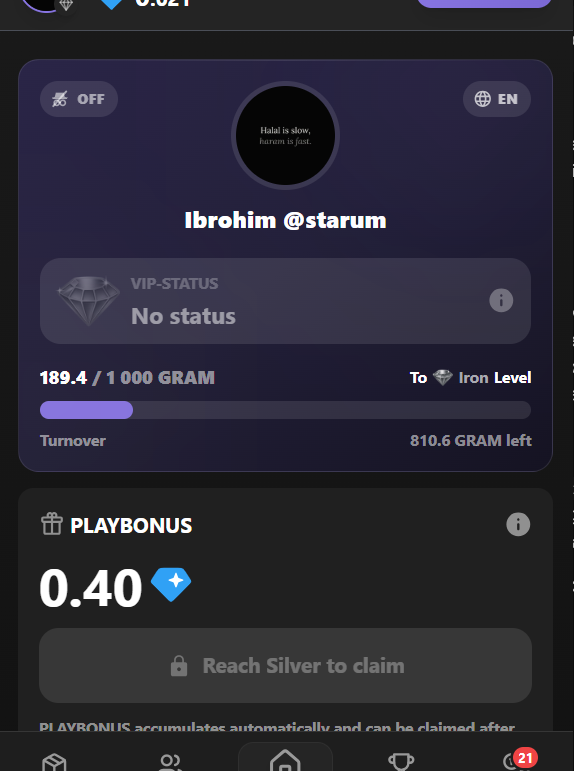 0.021
OFF
EN
Halal is slow,
haram is fast.
Ibrohim @starum
VIP-STATUS
No status
189.4 / 1 000 GRAM
To Iron Level
Turnover
810.6 GRAM left
PLAYBONUS
0.40
Reach Silver to claim
PLAYBONUS accumulates automatically and can be claimed after
21